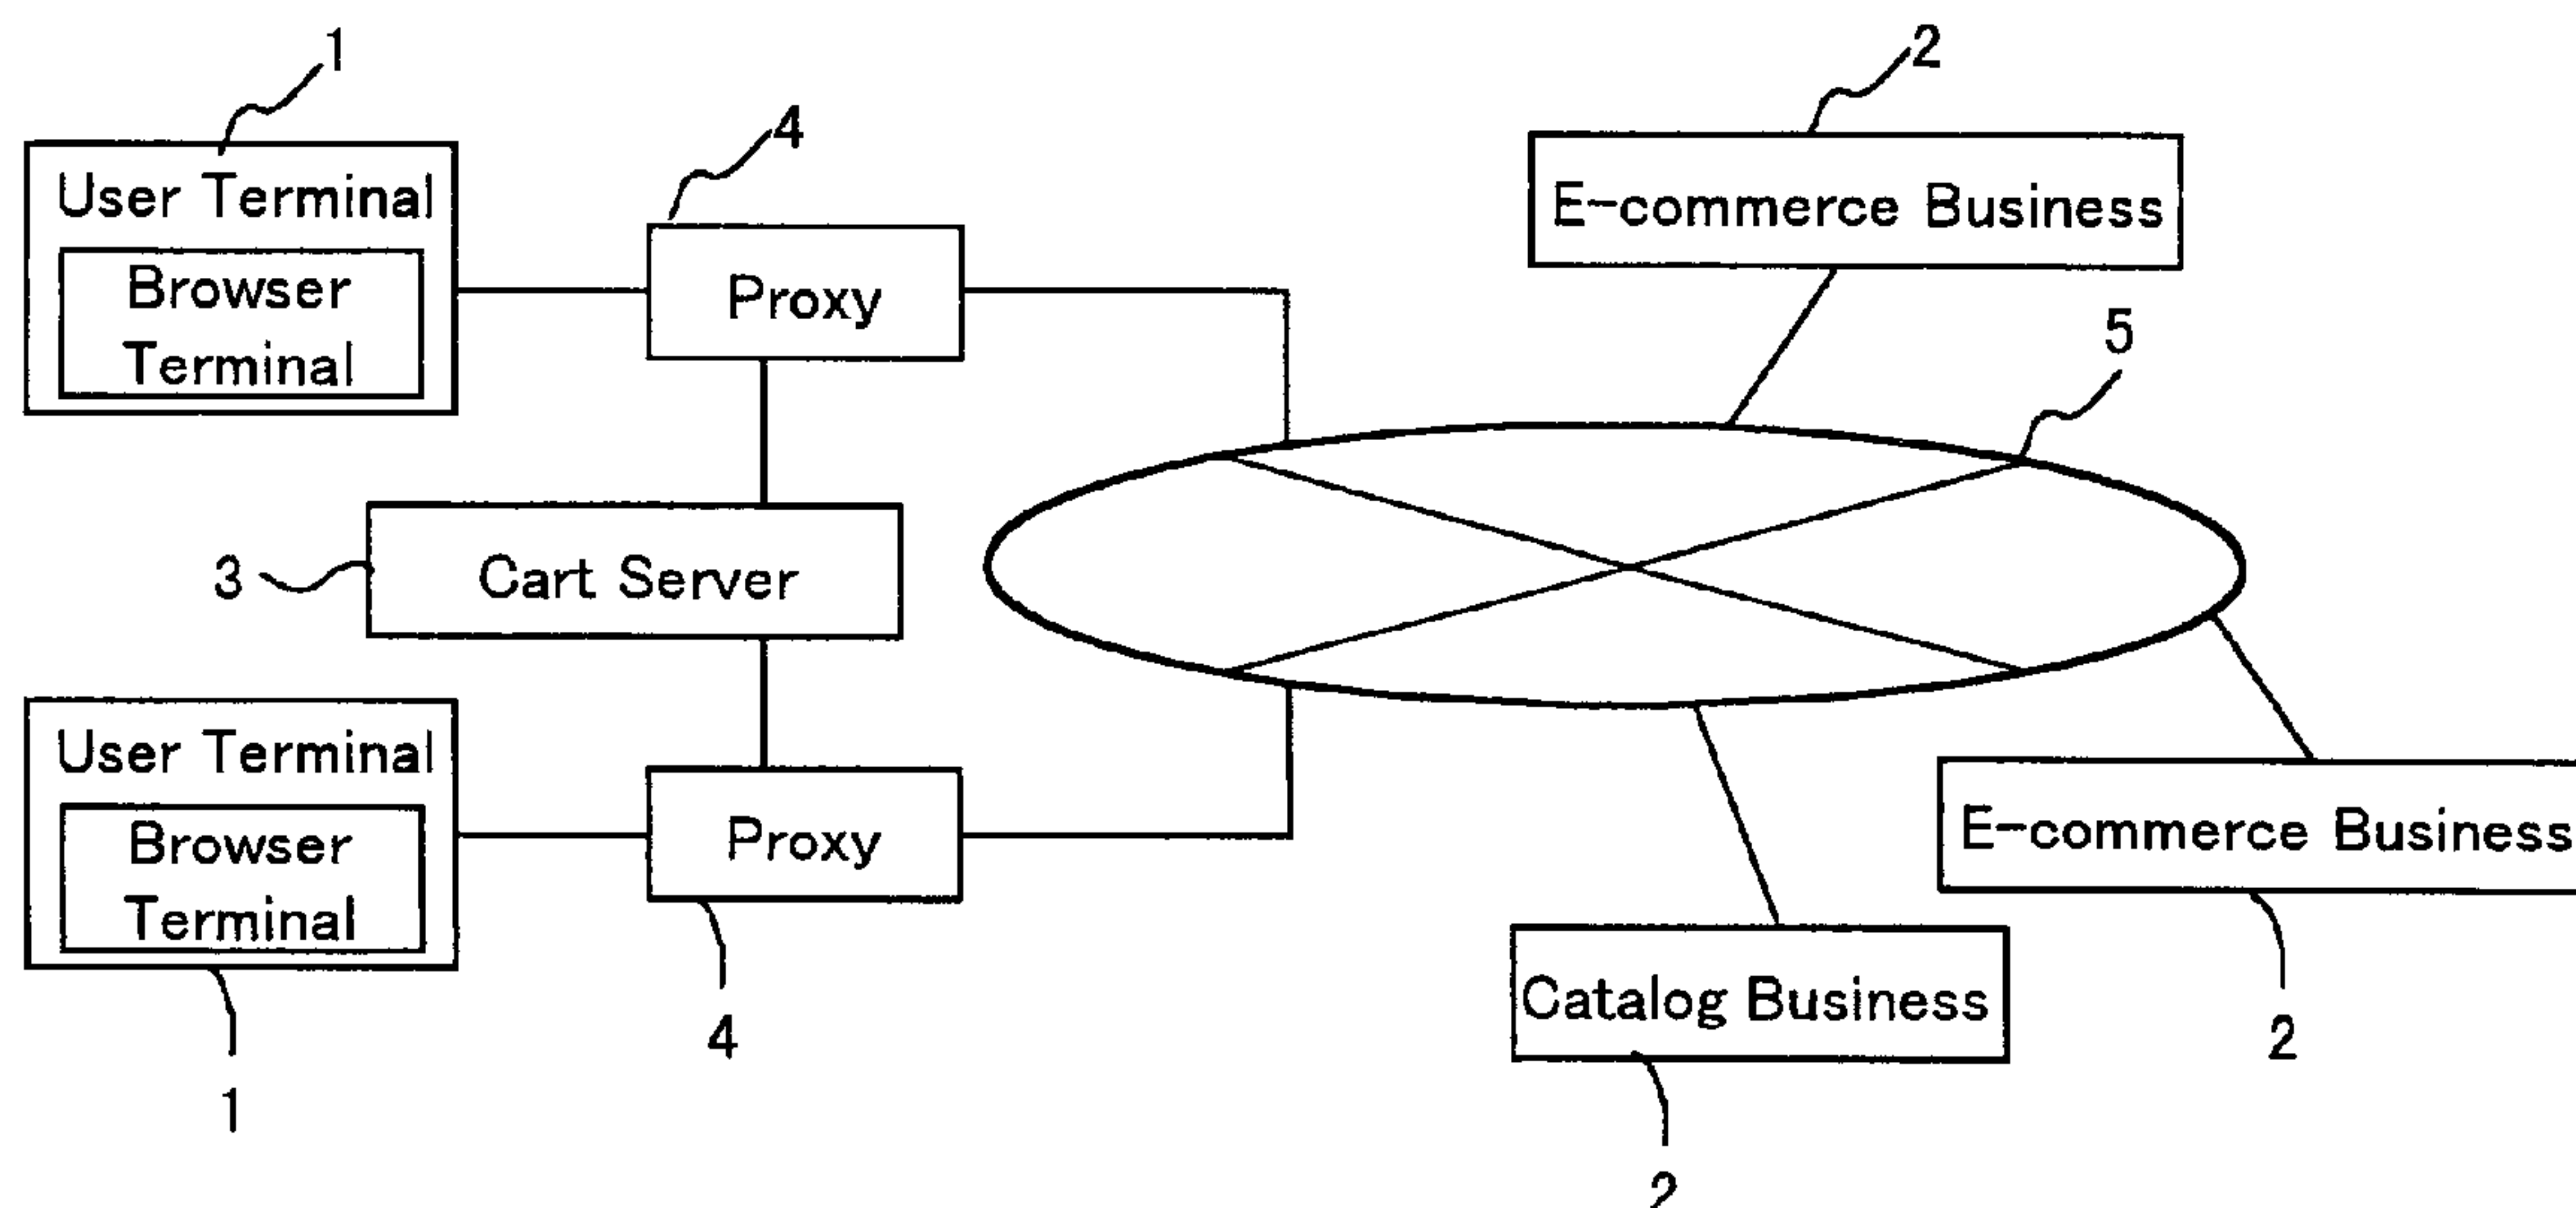 1
2
4
User Terminal
E-commerce Business
Browser
Terminal
Proxy
5
3
Cart Server
User Terminal
Browser
Terminal
Proxy
E-commerce Business
Catalog Business
4
2
1
2